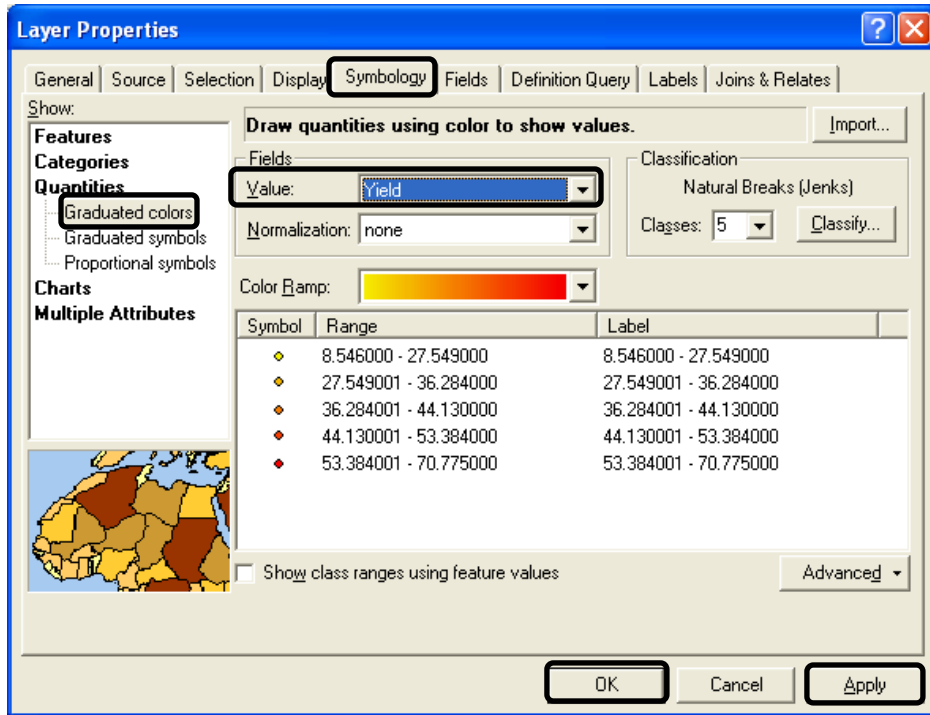 Layer Properties
General Source Selection Display Symbology Fields Definition Query Labels Joins & Relates
Show:
Features
Categories
Quantities
Graduated colors
Graduated symbols
Proportional symbols
Charts
Multiple Attributes
Draw quantities using color to show values.
Import...
Fields
Value: Yield
Normalization: none
Classification
Natural Breaks (Jenks)
Classes: 5 Classify...
Color Ramp:
Symbol Range Label
8.546000 - 27.549000 8.546000 - 27.549000
27.549001 - 36.284000 27.549001 - 36.284000
36.284001 - 44.130000 36.284001 - 44.130000
44.130001 - 53.384000 44.130001 - 53.384000
53.384001 - 70.775000 53.384001 - 70.775000
Show class ranges using feature values
Advanced
OK Cancel Apply